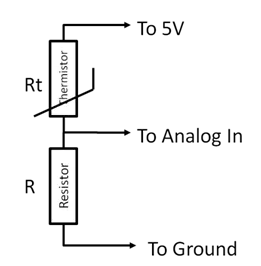 To 5V
Thermistor
Rt
To Analog In
Resistor
R
To Ground